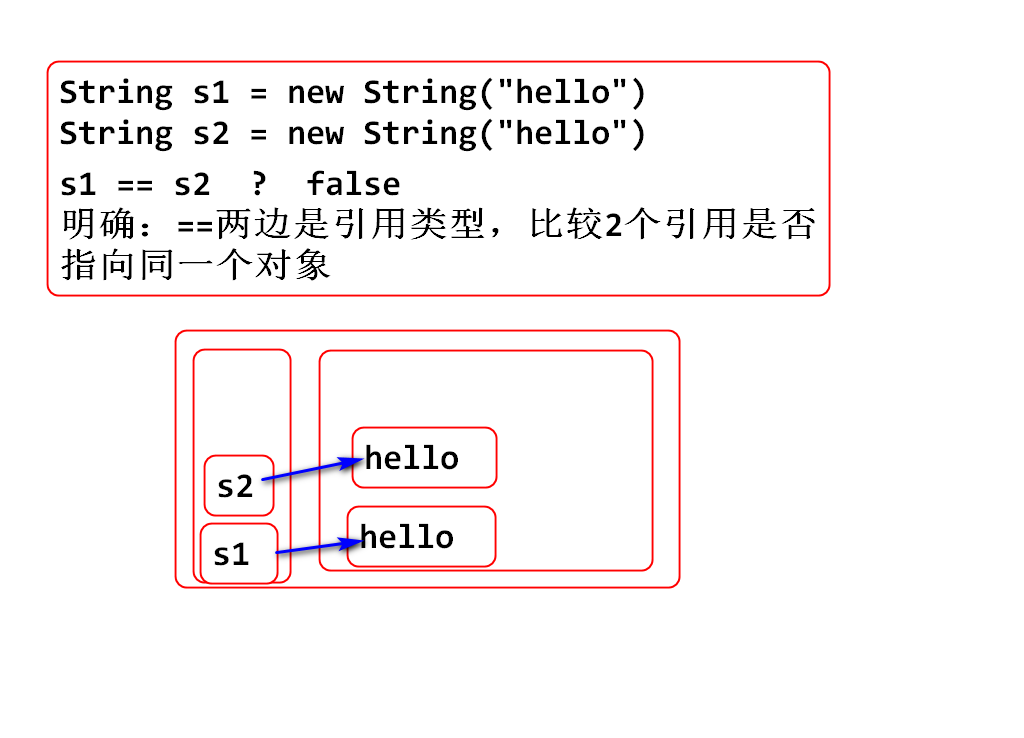 String s1 = new String("hello")
String s2 = new String("hello")
s1 == s2 ? false
明确：==两边是引用类型，比较2个引用是否
指向同一个对象
hello
s2
hello
s1